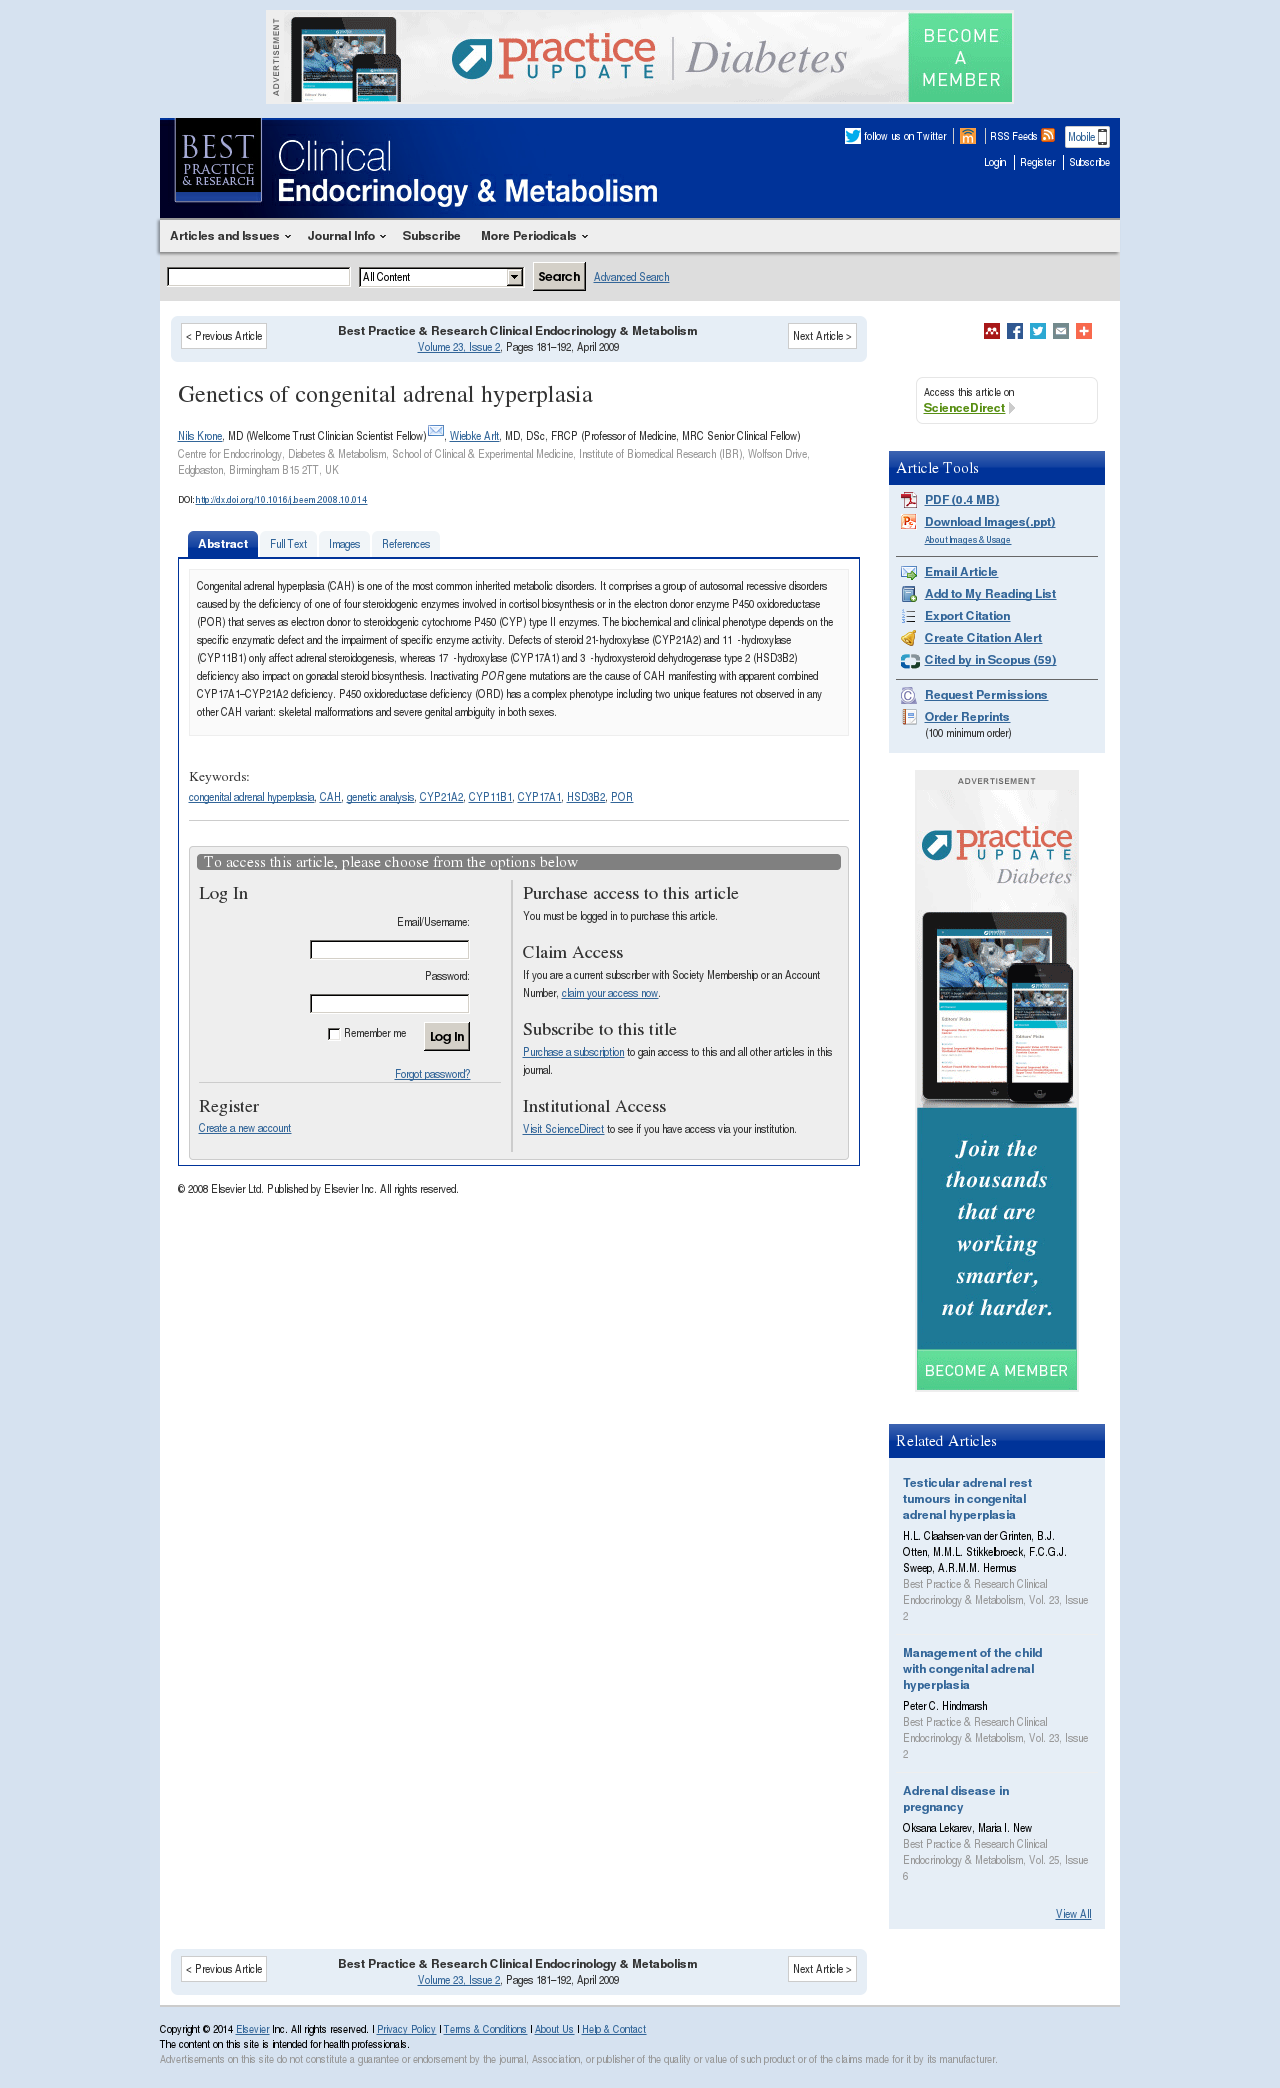 ADVERTISEMENT
practice UPDATE Diabetes
BECOME A MEMBER
BEST PRACTICE & RESEARCH
Clinical
Endocrinology & Metabolism
follow us on Twitter RSS Feeds Mobile
Login Register Subscribe
Articles and Issues Journal Info Subscribe More Periodicals
All Content Search Advanced Search
< Previous Article
Best Practice & Research Clinical Endocrinology & Metabolism
Volume 23, Issue 2, Pages 181–192, April 2009
Next Article >
Genetics of congenital adrenal hyperplasia
Nils Krone, MD (Wellcome Trust Clinician Scientist Fellow) , Wiebke Arlt, MD, DSc, FRCP (Professor of Medicine, MRC Senior Clinical Fellow)
Centre for Endocrinology, Diabetes & Metabolism, School of Clinical & Experimental Medicine, Institute of Biomedical Research (IBR), Wolfson Drive,
Edgbaston, Birmingham B15 2TT, UK
DOI: http://dx.doi.org/10.1016/j.beem.2008.10.014
Abstract Full Text Images References
Congenital adrenal hyperplasia (CAH) is one of the most common inherited metabolic disorders. It comprises a group of autosomal recessive disorders
caused by the deficiency of one of four steroidogenic enzymes involved in cortisol biosynthesis or in the electron donor enzyme P450 oxidoreductase
(POR) that serves as electron donor to steroidogenic cytochrome P450 (CYP) type II enzymes. The biochemical and clinical phenotype depends on the
specific enzymatic defect and the impairment of specific enzyme activity. Defects of steroid 21-hydroxylase (CYP21A2) and 11 -hydroxylase
(CYP11B1) only affect adrenal steroidogenesis, whereas 17 -hydroxylase (CYP17A1) and 3 -hydroxysteroid dehydrogenase type 2 (HSD3B2)
deficiency also impact on gonadal steroid biosynthesis. Inactivating POR gene mutations are the cause of CAH manifesting with apparent combined
CYP17A1–CYP21A2 deficiency. P450 oxidoreductase deficiency (ORD) has a complex phenotype including two unique features not observed in any
other CAH variant: skeletal malformations and severe genital ambiguity in both sexes.
Keywords:
congenital adrenal hyperplasia, CAH, genetic analysis, CYP21A2, CYP11B1, CYP17A1, HSD3B2, POR
To access this article, please choose from the options below
Log In
Email/Username:
Password:
Remember me Log In
Forgot password?
Register
Create a new account
Purchase access to this article
You must be logged in to purchase this article.
Claim Access
If you are a current subscriber with Society Membership or an Account
Number, claim your access now.
Subscribe to this title
Purchase a subscription to gain access to this and all other articles in this
journal.
Institutional Access
Visit ScienceDirect to see if you have access via your institution.
© 2008 Elsevier Ltd. Published by Elsevier Inc. All rights reserved.
Access this article on
ScienceDirect
Article Tools
PDF (0.4 MB)
Download Images(.ppt)
About Images & Usage
Email Article
Add to My Reading List
Export Citation
Create Citation Alert
Cited by in Scopus (59)
Request Permissions
Order Reprints
(100 minimum order)
ADVERTISEMENT
practice
UPDATE
Diabetes
Join the
thousands
that are
working
smarter,
not harder.
BECOME A MEMBER
Related Articles
Testicular adrenal rest
tumours in congenital
adrenal hyperplasia
H.L. Claahsen-van der Grinten, B.J.
Otten, M.M.L. Stikkelbroeck, F.C.G.J.
Sweep, A.R.M.M. Hermus
Best Practice & Research Clinical
Endocrinology & Metabolism, Vol. 23, Issue
2
Management of the child
with congenital adrenal
hyperplasia
Peter C. Hindmarsh
Best Practice & Research Clinical
Endocrinology & Metabolism, Vol. 23, Issue
2
Adrenal disease in
pregnancy
Oksana Lekarev, Maria I. New
Best Practice & Research Clinical
Endocrinology & Metabolism, Vol. 25, Issue
6
View All
< Previous Article
Best Practice & Research Clinical Endocrinology & Metabolism
Volume 23, Issue 2, Pages 181–192, April 2009
Next Article >
Copyright © 2014 Elsevier Inc. All rights reserved. | Privacy Policy | Terms & Conditions | About Us | Help & Contact
The content on this site is intended for health professionals.
Advertisements on this site do not constitute a guarantee or endorsement by the journal, Association, or publisher of the quality or value of such product or of the claims made for it by its manufacturer.